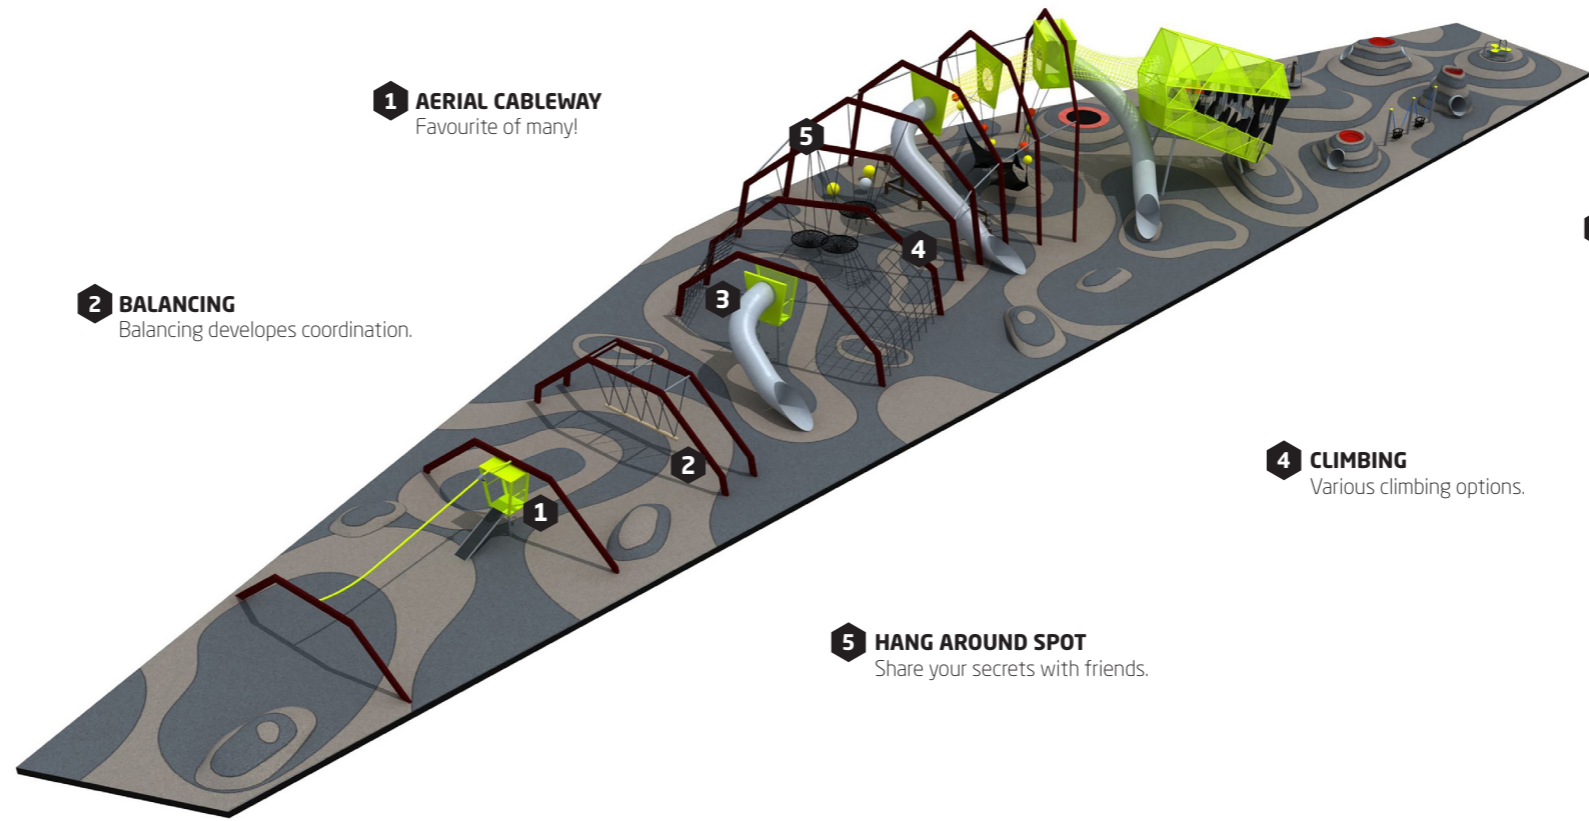 1 AERIAL CABLEWAY
Favourite of many!
2 BALANCING
Balancing developes coordination.
5
4
3
2
1
4 CLIMBING
Various climbing options.
5 HANG AROUND SPOT
Share your secrets with friends.